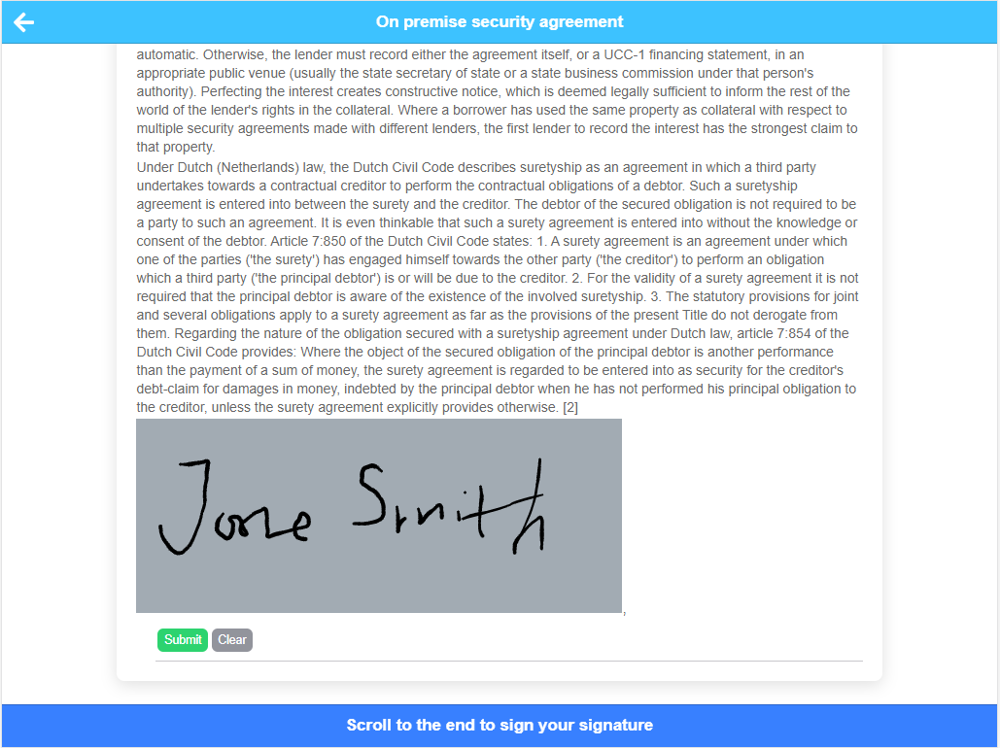 On premise security agreement
automatic. Otherwise, the lender must record either the agreement itself, or a UCC-1 financing statement, in an
appropriate public venue (usually the state secretary of state or a state business commission under that person's
authority). Perfecting the interest creates constructive notice, which is deemed legally sufficient to inform the rest of the
world of the lender's rights in the collateral. Where a borrower has used the same property as collateral with respect to
multiple security agreements made with different lenders, the first lender to record the interest has the strongest claim to
that property.
Under Dutch (Netherlands) law, the Dutch Civil Code describes suretyship as an agreement in which a third party
undertakes towards a contractual creditor to perform the contractual obligations of a debtor. Such a suretyship
agreement is entered into between the surety and the creditor. The debtor of the secured obligation is not required to be
a party to such an agreement. It is even thinkable that such a surety agreement is entered into without the knowledge or
consent of the debtor. Article 7:850 of the Dutch Civil Code states: 1. A surety agreement is an agreement under which
one of the parties ('the surety') has engaged himself towards the other party ('the creditor') to perform an obligation
which a third party ('the principal debtor') is or will be due to the creditor. 2. For the validity of a surety agreement it is not
required that the principal debtor is aware of the existence of the involved suretyship. 3. The statutory provisions for joint
and several obligations apply to a surety agreement as far as the provisions of the present Title do not derogate from
them. Regarding the nature of the obligation secured with a suretyship agreement under Dutch law, article 7:854 of the
Dutch Civil Code provides: Where the object of the secured obligation of the principal debtor is another performance
than the payment of a sum of money, the surety agreement is regarded to be entered into as security for the creditor's
debt-claim for damages in money, indebted by the principal debtor when he has not performed his principal obligation to
the creditor, unless the surety agreement explicitly provides otherwise. [2]
Jone Smith
,
Submit Clear
Scroll to the end to sign your signature